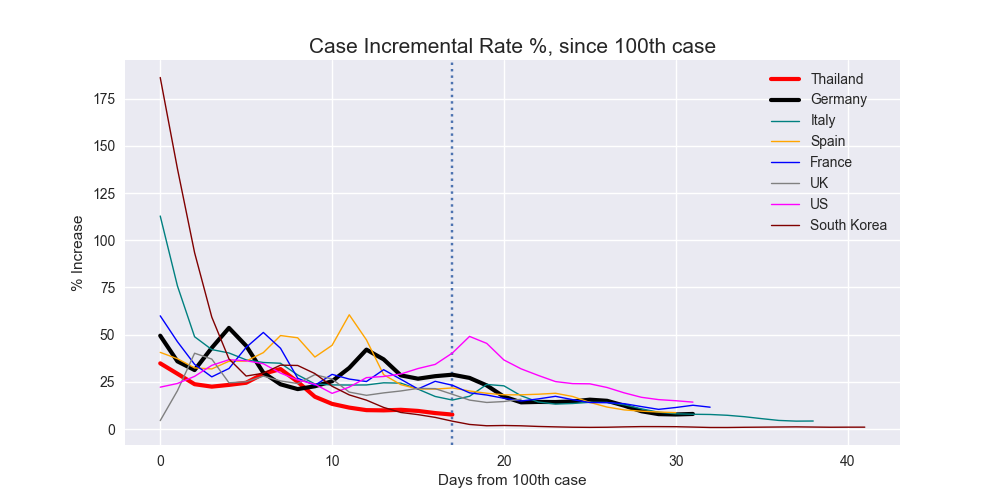 Case Incremental Rate %, since 100th case
% Increase
175
150
125
100
75
50
25
0
Thailand
Germany
Italy
Spain
France
UK
US
South Korea
0 10 20 30 40
Days from 100th case